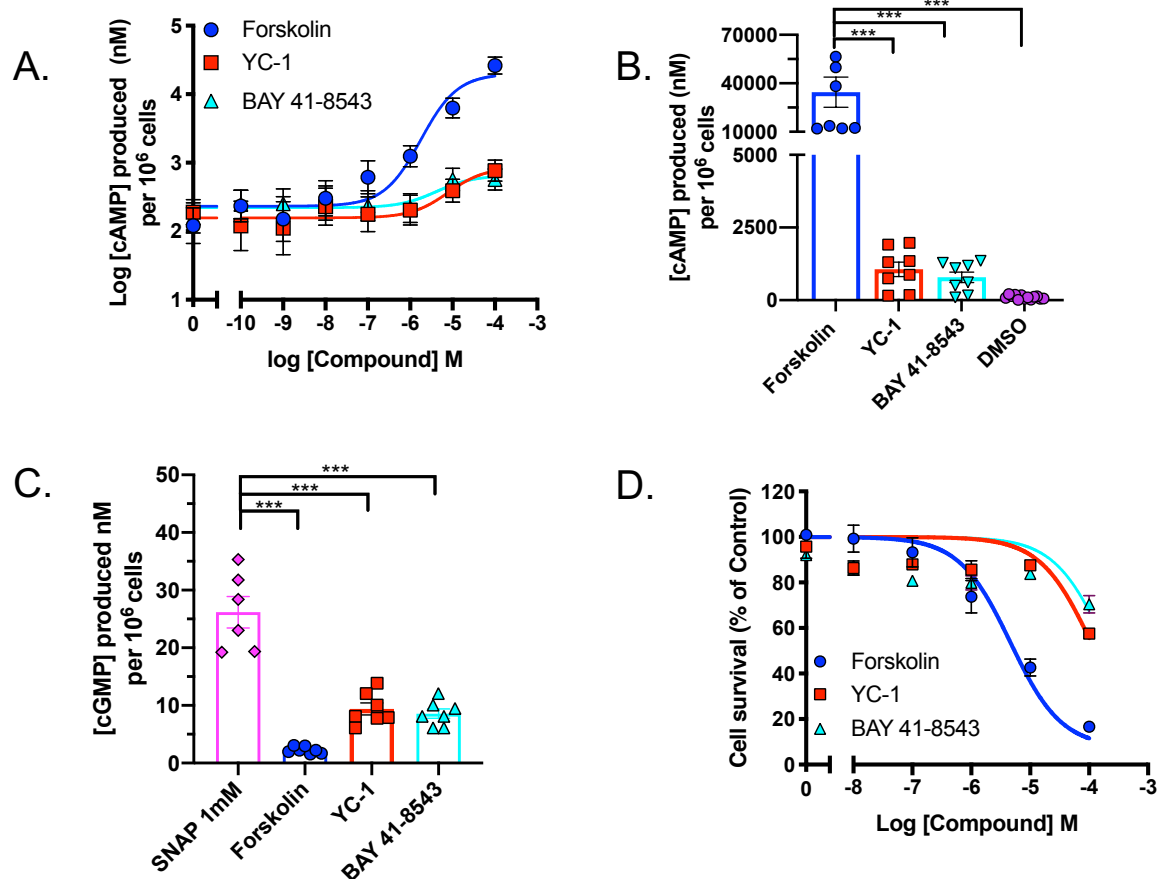 A.
Log [cAMP] produced (nM)
per 10⁶ cells
5
4
3
2
1
Forskolin
YC-1
BAY 41-8543
0 -10 -9 -8 -7 -6 -5 -4 -3
log [Compound] M
B.
[cAMP] produced (nM)
per 10⁶ cells
70000
40000
10000
5000
2500
0
***
***
***
Forskolin
YC-1
BAY 41-8543
DMSO
C.
[cGMP] produced nM
per 10⁶ cells
50
40
30
20
10
0
***
***
***
SNAP 1mM
Forskolin
YC-1
BAY 41-8543
D.
Cell survival (% of Control)
120
100
80
60
40
20
0
Forskolin
YC-1
BAY 41-8543
0 -8 -7 -6 -5 -4 -3
Log [Compound] M